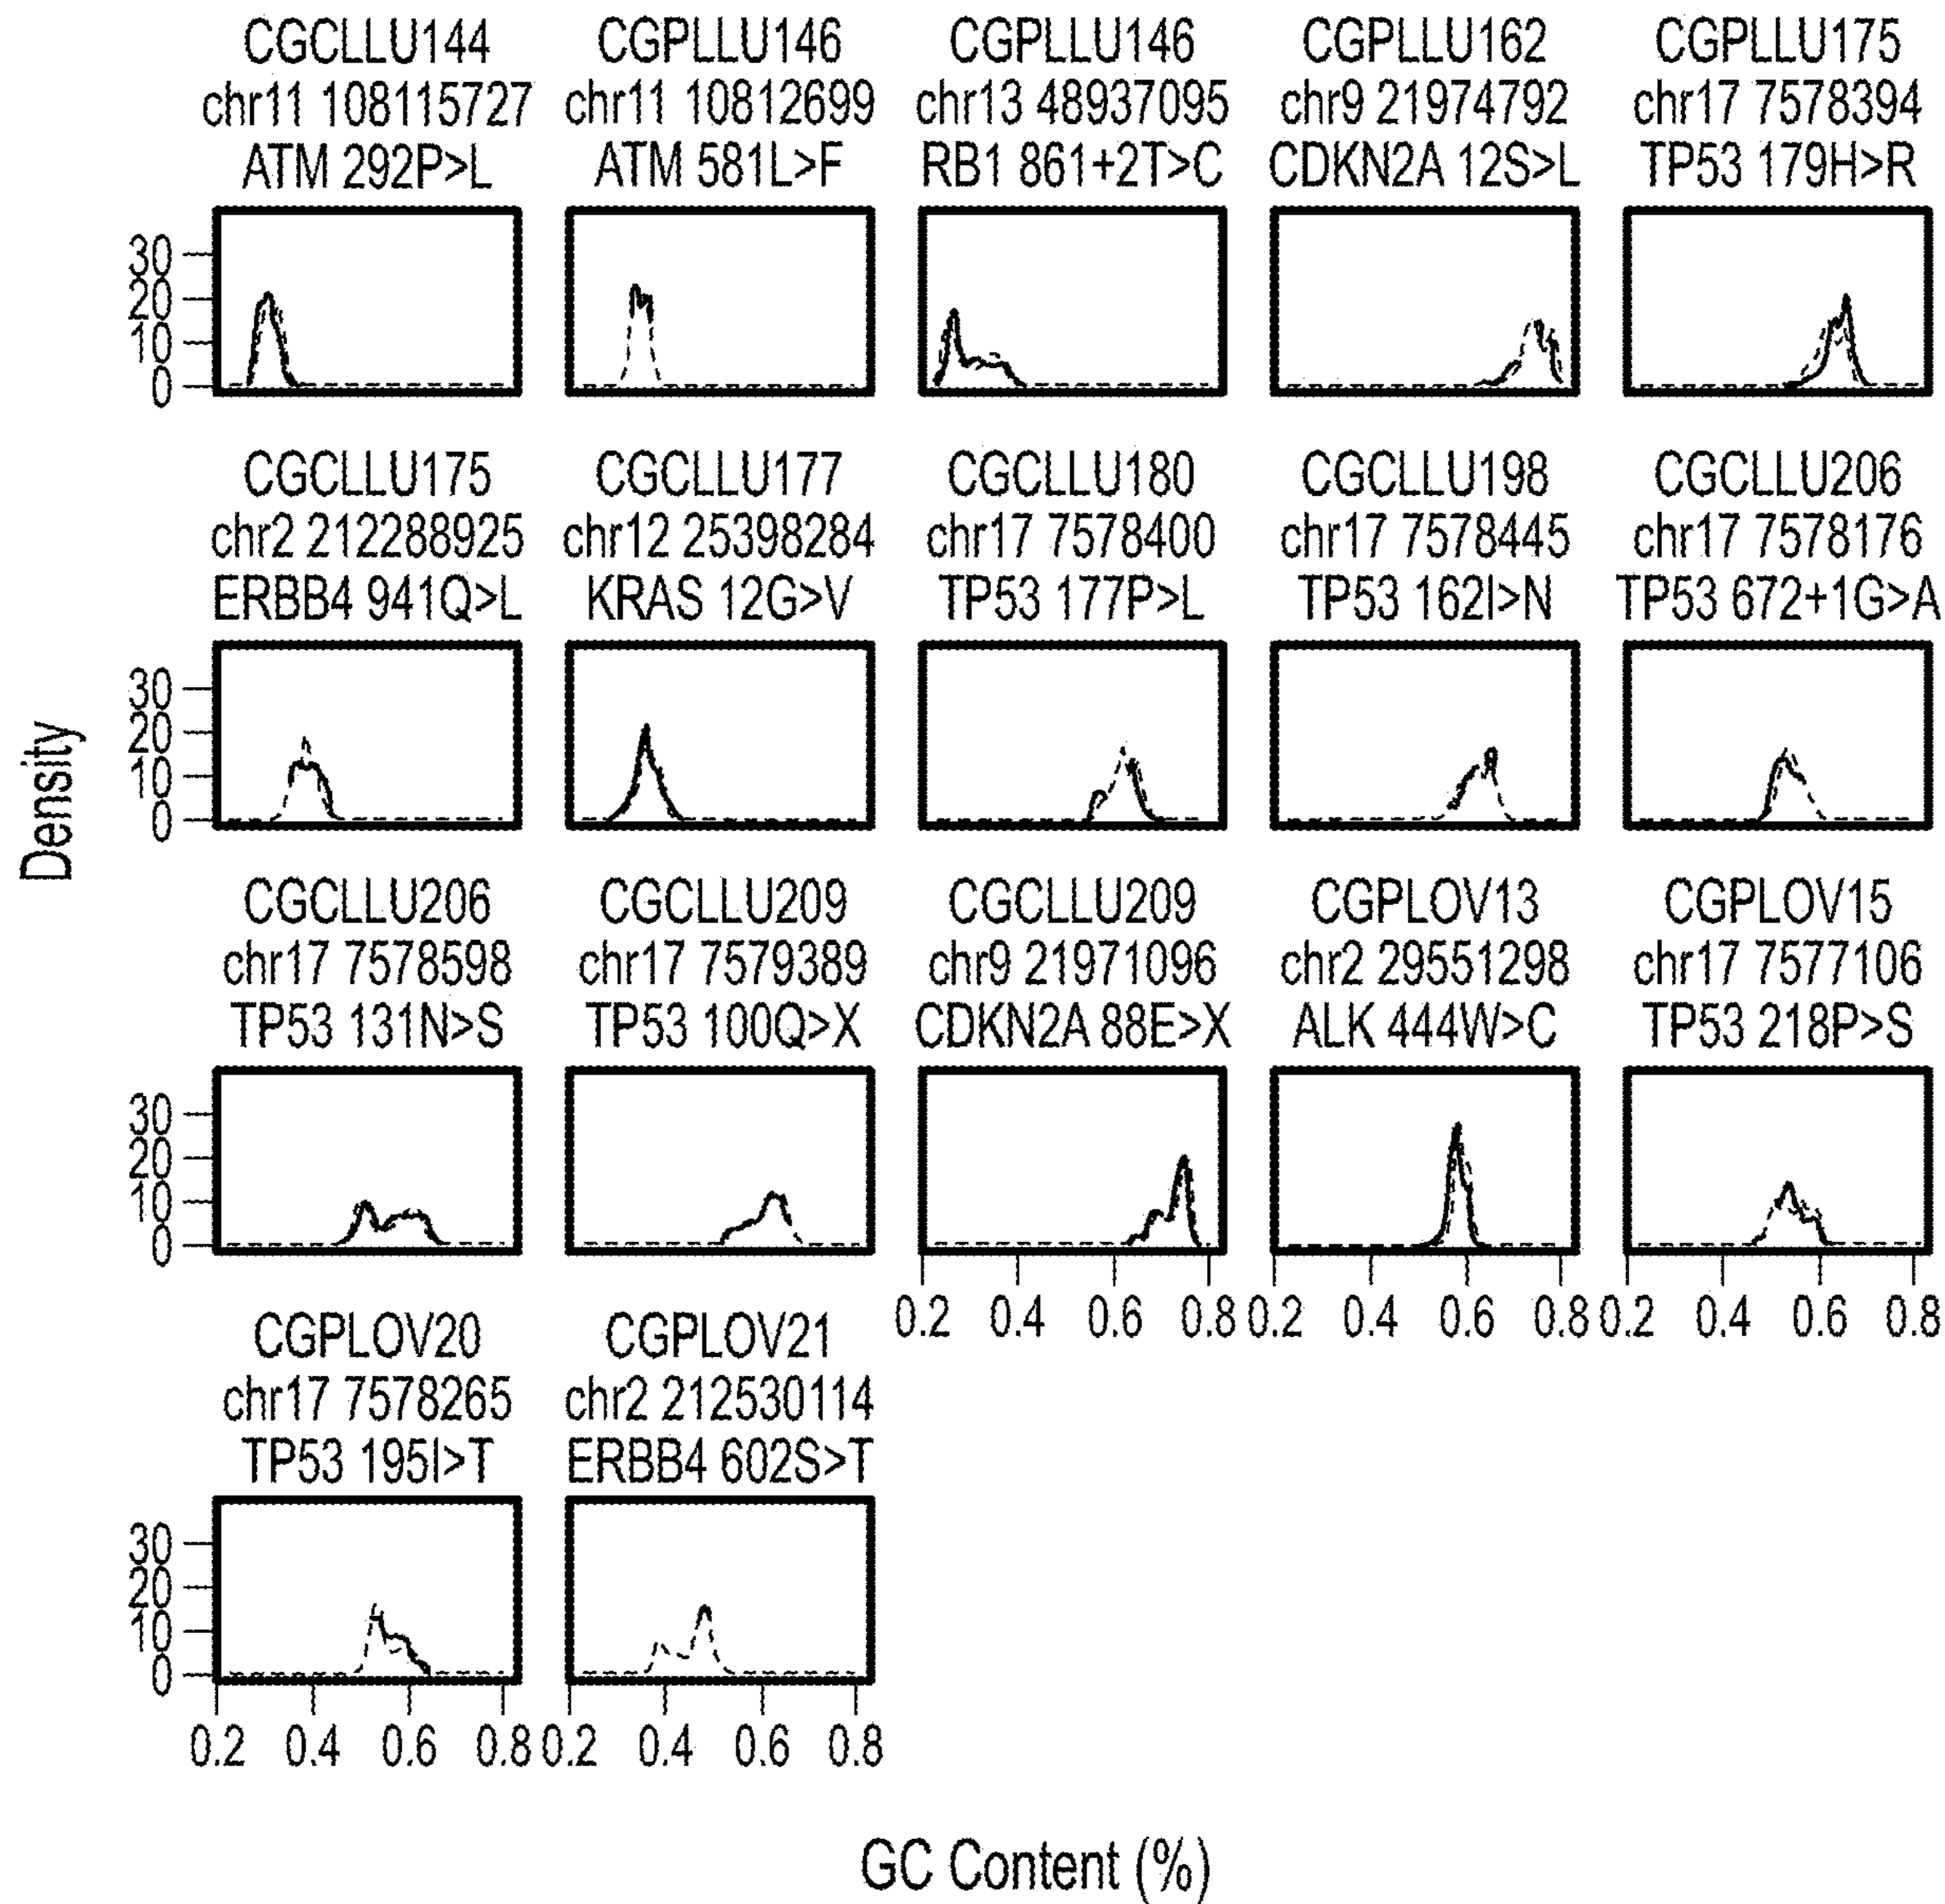 CGCLLU144 CGPLLU146 CGPLLU146 CGPLLU162 CGPLLU175
chr11 108115727 chr11 10812699 chr13 48937095 chr9 21974792 chr17 7578394
ATM 292P>L ATM 581L>F RB1 861+2T>C CDKN2A 12S>L TP53 179H>R
30
20
10
0
CGCLLU175 CGCLLU177 CGCLLU180 CGCLLU198 CGCLLU206
chr2 212288925 chr12 25398284 chr17 7578400 chr17 7578445 chr17 7578176
ERBB4 941Q>L KRAS 12G>V TP53 177P>L TP53 162I>N TP53 672+1G>A
30
20
10
0
Density
CGCLLU206 CGCLLU209 CGCLLU209 CGPLOV13 CGPLOV15
chr17 7578598 chr17 7579389 chr9 21971096 chr2 29551298 chr17 7577106
TP53 131N>S TP53 100Q>X CDKN2A 88E>X ALK 444W>C TP53 218P>S
30
20
10
0
0.2 0.4 0.6 0.8 0.2 0.4 0.6 0.8 0.2 0.4 0.6 0.8
CGPLOV20 CGPLOV21
chr17 7578265 chr2 212530114
TP53 195I>T ERBB4 602S>T
30
20
10
0
0.2 0.4 0.6 0.8 0.2 0.4 0.6 0.8
GC Content (%)